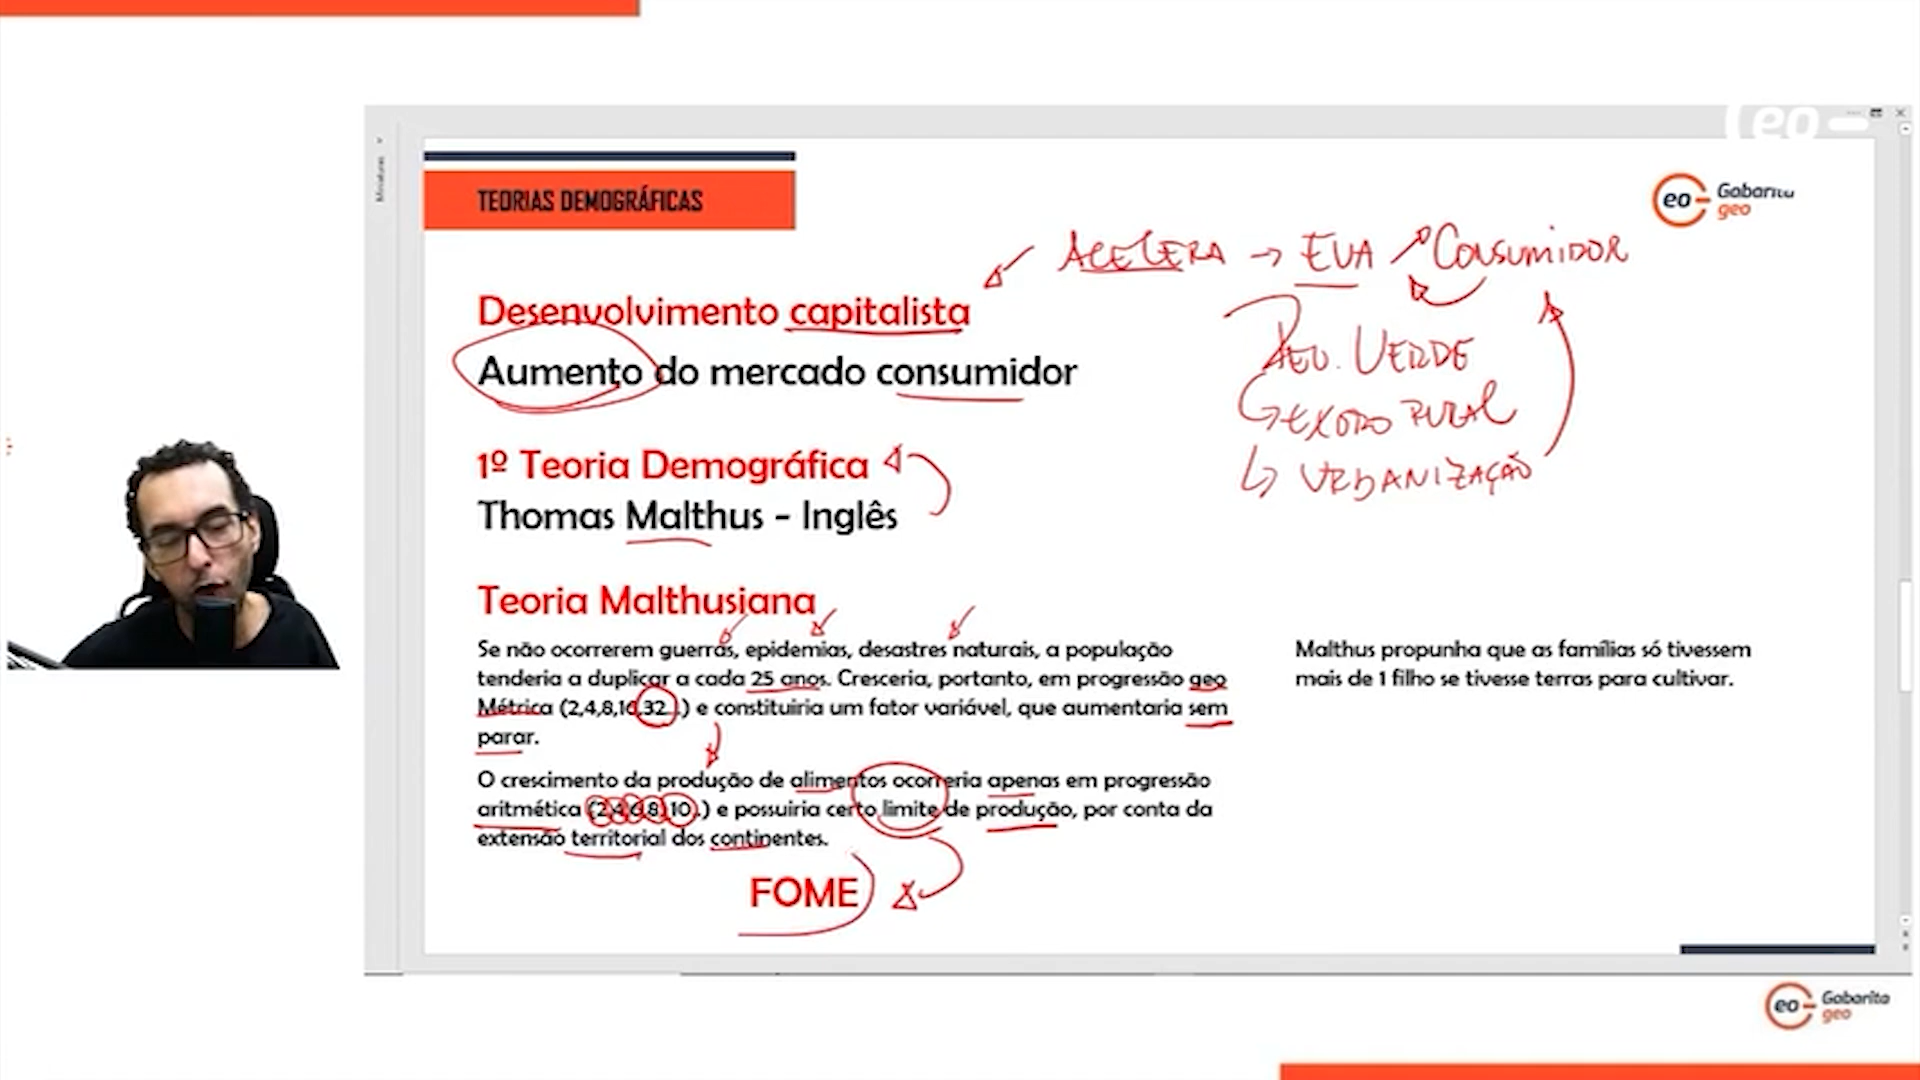 eo
Miniaturas
TEORIAS DEMOGRÁFICAS
eo Gabarito
geo
ACELERA → EUA ↗ CONSUMIDOR
Desenvolvimento capitalista
REV. VERDE
Aumento do mercado consumidor
↳ EXODO RURAL
1º Teoria Demográfica
↳ URBANIZAÇÃO
Thomas Malthus - Inglês
Teoria Malthusiana
Se não ocorrerem guerras, epidemias, desastres naturais, a população
tenderia a duplicar a cada 25 anos. Cresceria, portanto, em progressão geo
Métrica (2,4,8,16,32...) e constituiria um fator variável, que aumentaria sem
parar.
O crescimento da produção de alimentos ocorreria apenas em progressão
aritmética (2,4,6,8,10...) e possuiria certo limite de produção, por conta da
extensão territorial dos continentes.
FOME
Malthus propunha que as famílias só tivessem
mais de 1 filho se tivesse terras para cultivar.
eo Gabarito
geo